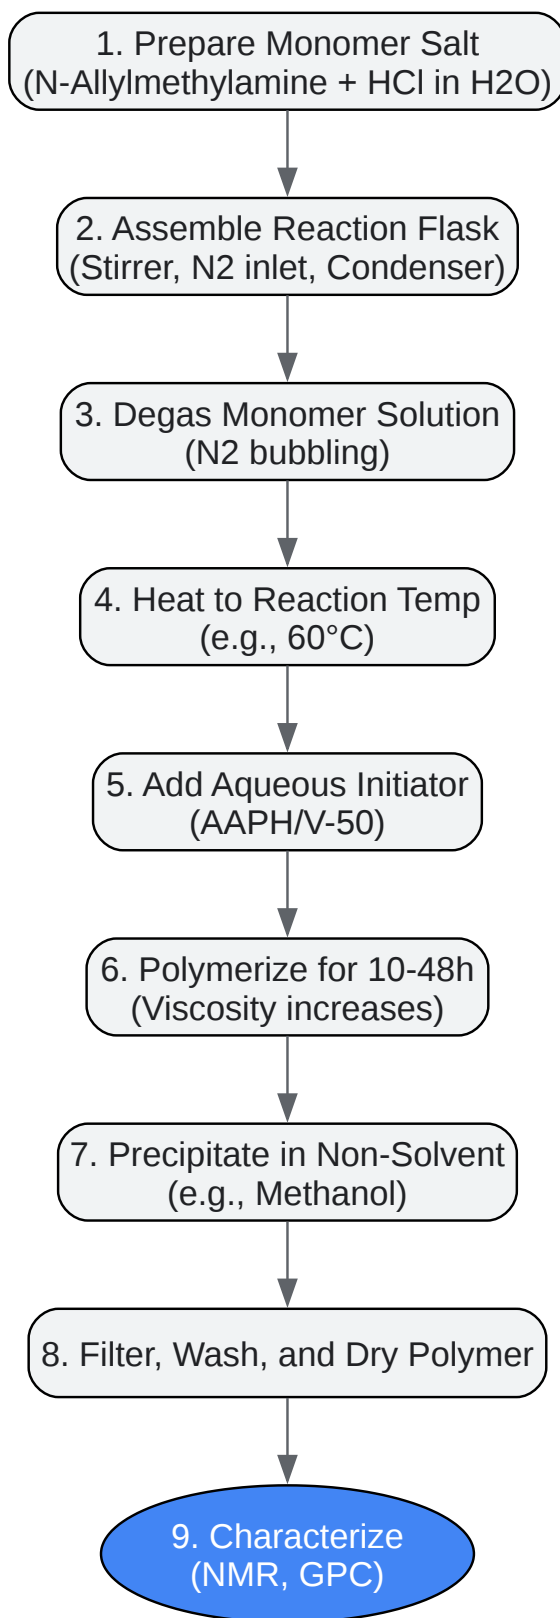 1. Prepare Monomer Salt
(N-Allylmethylamine + HCl in H2O)
2. Assemble Reaction Flask
(Stirrer, N2 inlet, Condenser)
3. Degas Monomer Solution
(N2 bubbling)
4. Heat to Reaction Temp
(e.g., 60°C)
5. Add Aqueous Initiator
(AAPH/V-50)
6. Polymerize for 10-48h
(Viscosity increases)
7. Precipitate in Non-Solvent
(e.g., Methanol)
8. Filter, Wash, and Dry Polymer
9. Characterize
(NMR, GPC)